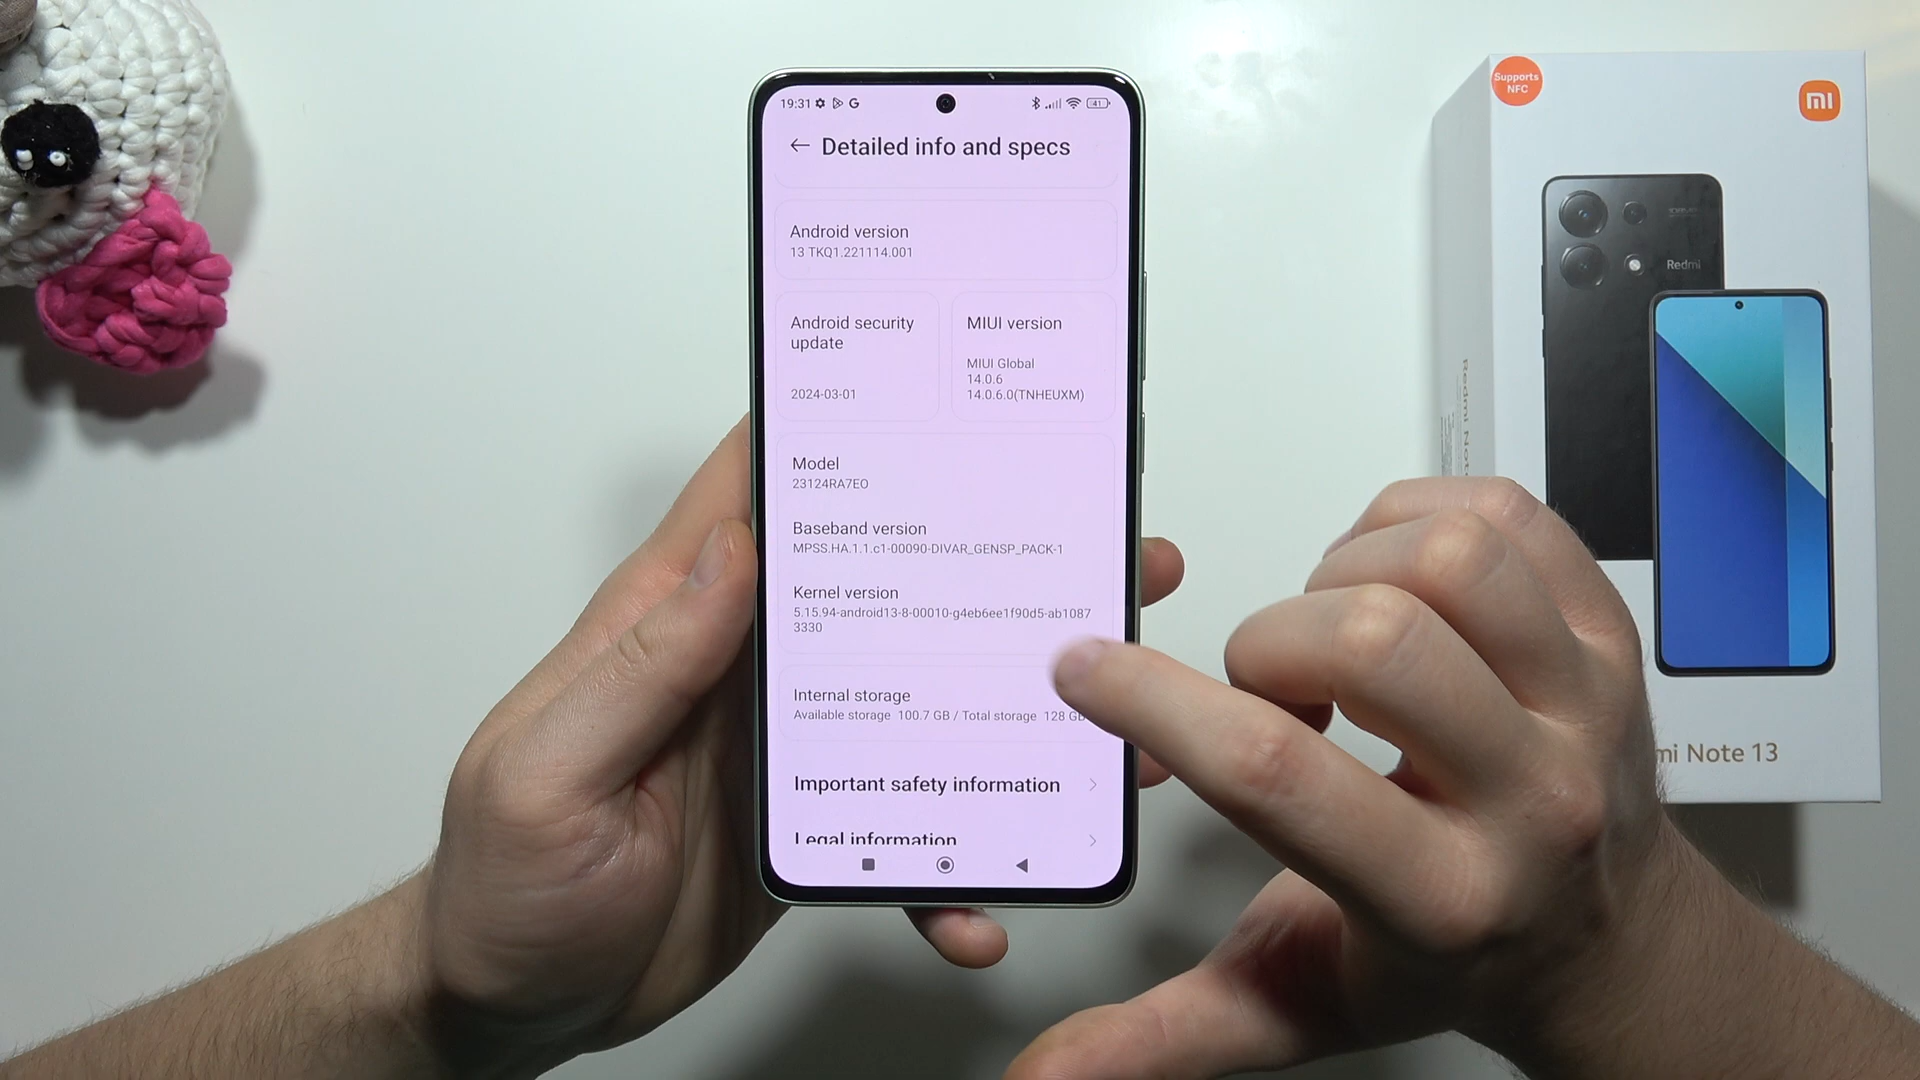 19:31
41
Detailed info and specs
Android version
13 TKQ1.221114.001
Android security
update
2024-03-01
MIUI version
MIUI Global
14.0.6
14.0.6.0(TNHEUXM)
Model
23124RA7EO
Baseband version
MPSS.HA.1.1.c1-00090-DIVAR_GENSP_PACK-1
Kernel version
5.15.94-android13-8-00010-g4eb6ee1f90d5-ab1087
3330
Internal storage
Available storage 100.7 GB / Total storage 128 GB
Important safety information
Legal information
Supports
NFC
mi
Redmi
Redmi Not
mi Note 13